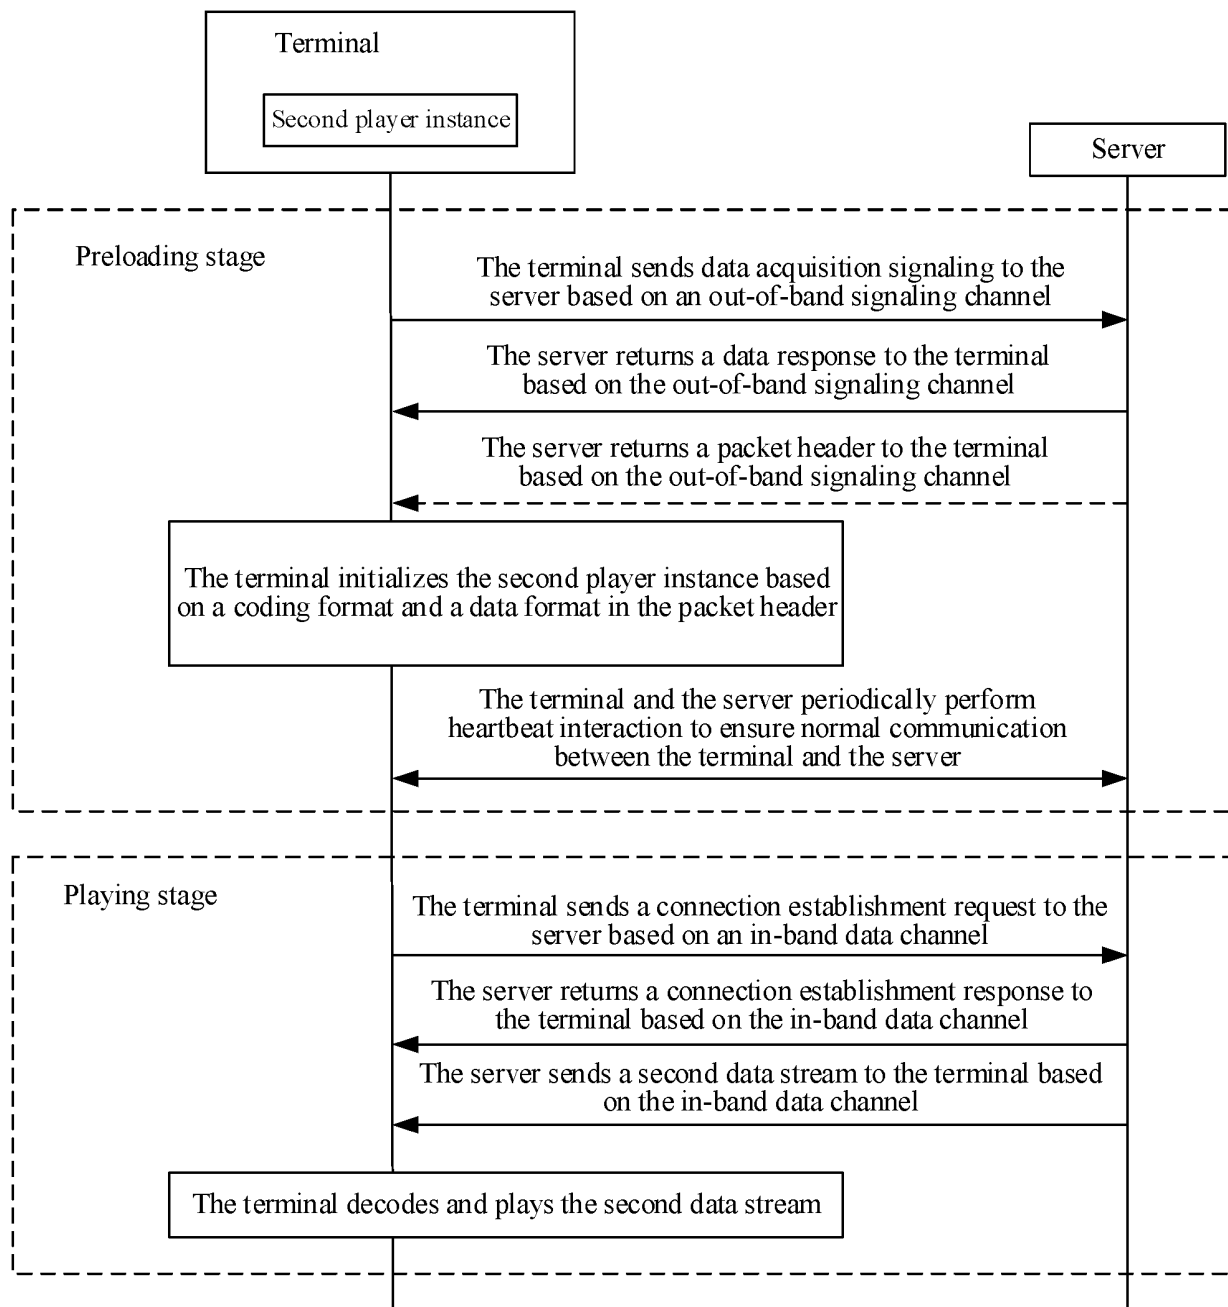 Terminal
Second player instance
Server
Preloading stage
The terminal sends data acquisition signaling to the
server based on an out-of-band signaling channel
The server returns a data response to the terminal
based on the out-of-band signaling channel
The server returns a packet header to the terminal
based on the out-of-band signaling channel
The terminal initializes the second player instance based
on a coding format and a data format in the packet header
The terminal and the server periodically perform
heartbeat interaction to ensure normal communication
between the terminal and the server
Playing stage
The terminal sends a connection establishment request to the
server based on an in-band data channel
The server returns a connection establishment response to
the terminal based on the in-band data channel
The server sends a second data stream to the terminal based
on the in-band data channel
The terminal decodes and plays the second data stream